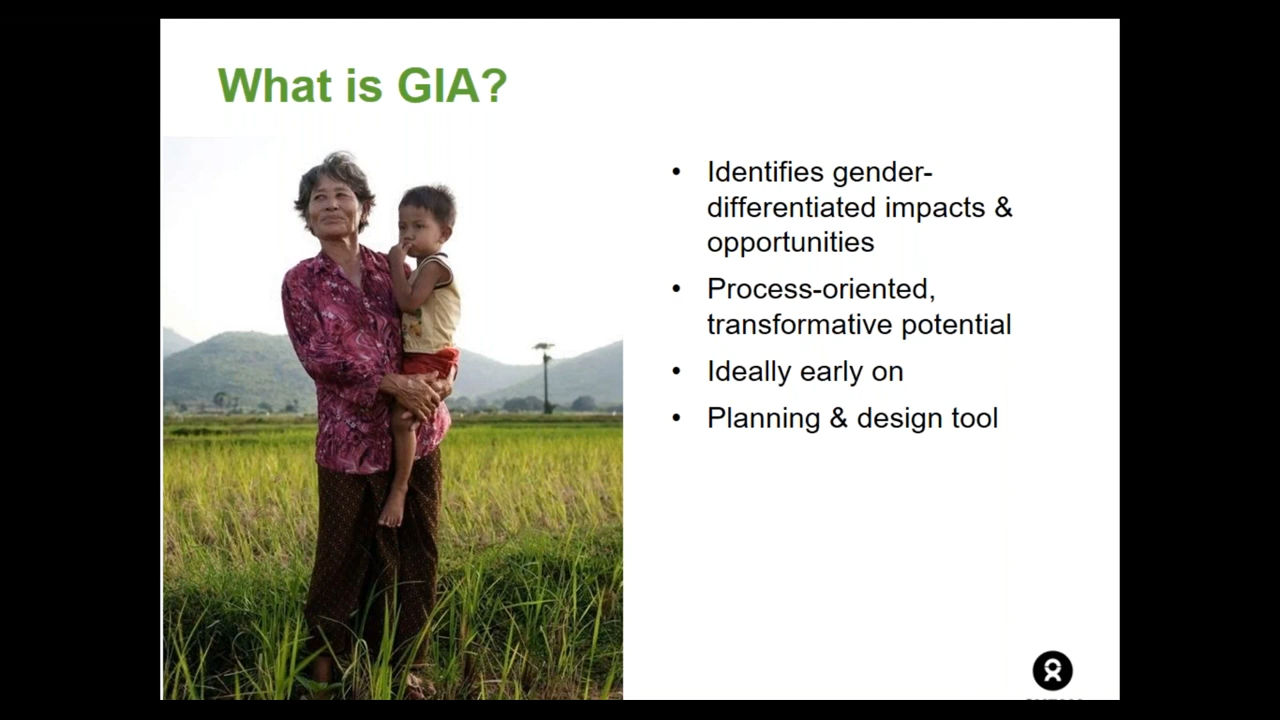 What is GIA?
• Identifies gender-
differentiated impacts &
opportunities
• Process-oriented,
transformative potential
• Ideally early on
• Planning & design tool